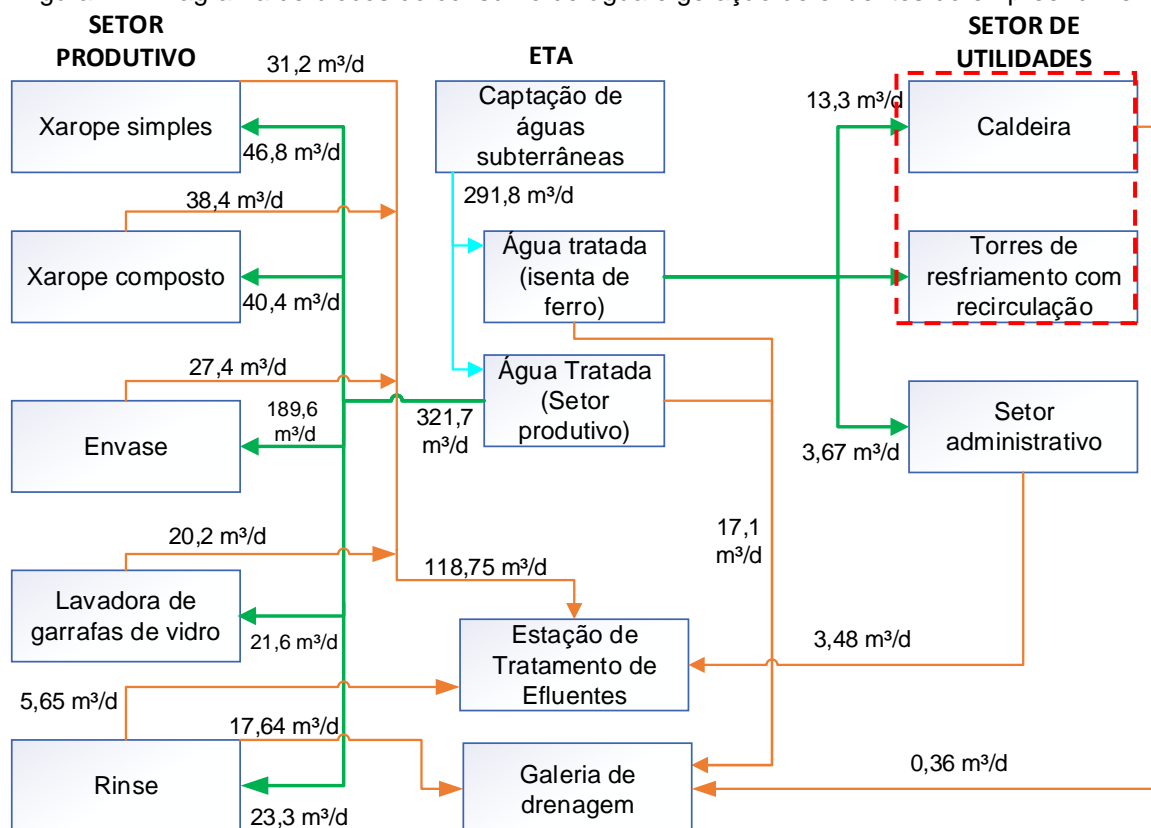 SETOR
PRODUTIVO
ETA
SETOR DE
UTILIDADES
31,2 m³/d
Xarope simples
46,8 m³/d
38,4 m³/d
Xarope composto
40,4 m³/d
27,4 m³/d
Envase
189,6
m³/d
20,2 m³/d
Lavadora de
garrafas de vidro
21,6 m³/d
5,65 m³/d
17,64 m³/d
Rinse
23,3 m³/d
Captação de
águas
subterrâneas
291,8 m³/d
Água tratada
(isenta de
ferro)
Água Tratada
(Setor
produtivo)
321,7
m³/d
17,1
m³/d
118,75 m³/d
Estação de
Tratamento de
Efluentes
Galeria de
drenagem
13,3 m³/d
Caldeira
Torres de
resfriamento com
recirculação
Setor
administrativo
3,67 m³/d
3,48 m³/d
0,36 m³/d